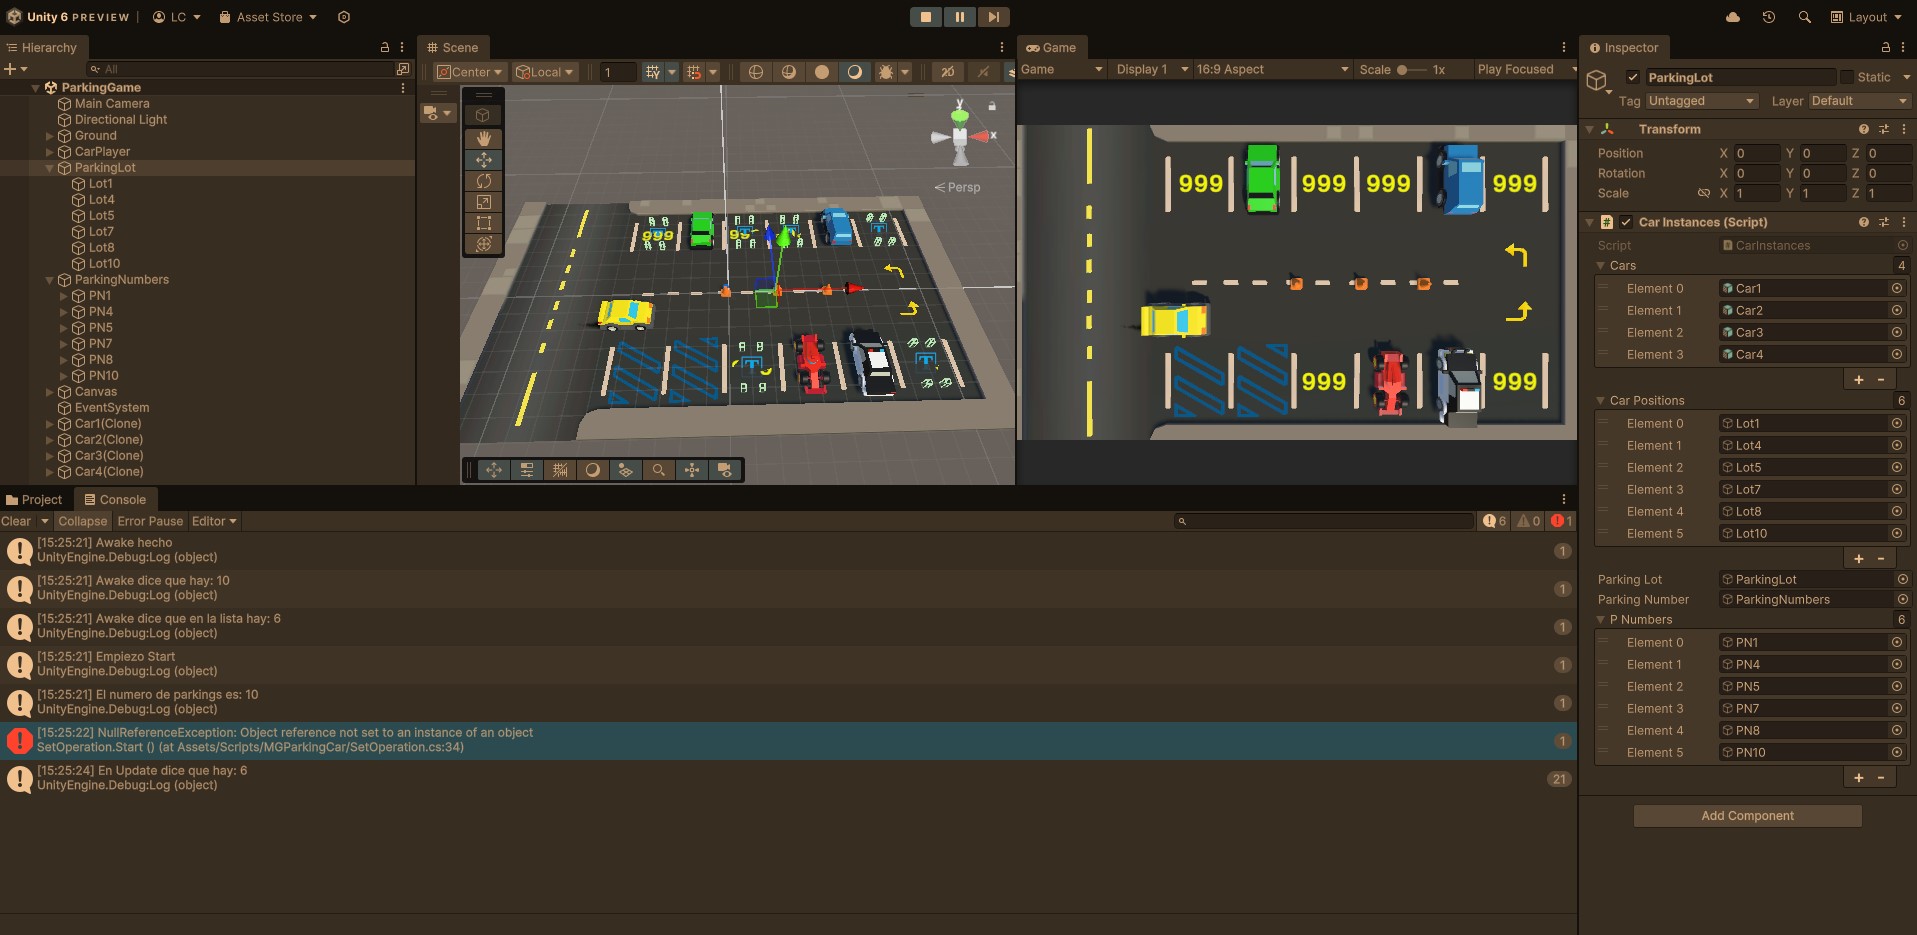 Unity 6 PREVIEW
LC
Asset Store
Layout
Hierarchy
All
ParkingGame
Main Camera
Directional Light
Ground
CarPlayer
ParkingLot
Lot1
Lot4
Lot5
Lot7
Lot8
Lot10
ParkingNumbers
PN1
PN4
PN5
PN7
PN8
PN10
Canvas
EventSystem
Car1(Clone)
Car2(Clone)
Car3(Clone)
Car4(Clone)
Scene
Center
Local
1
2D
y
x
Persp
999
Game
Game
Display 1
16:9 Aspect
Scale
1x
Play Focused
999
999
999
999
999
999
Inspector
ParkingLot
Static
Tag
Untagged
Layer
Default
Transform
Position
X 0
Y 0
Z 0
Rotation
X 0
Y 0
Z 0
Scale
X 1
Y 1
Z 1
Car Instances (Script)
Script
CarInstances
Cars
4
Element 0
Car1
Element 1
Car2
Element 2
Car3
Element 3
Car4
+ -
Car Positions
6
Element 0
Lot1
Element 1
Lot4
Element 2
Lot5
Element 3
Lot7
Element 4
Lot8
Element 5
Lot10
+ -
Parking Lot
ParkingLot
Parking Number
ParkingNumbers
P Numbers
6
Element 0
PN1
Element 1
PN4
Element 2
PN5
Element 3
PN7
Element 4
PN8
Element 5
PN10
+ -
Add Component
Project
Console
Clear
Collapse
Error Pause
Editor
6
0
1
[15:25:21] Awake hecho
UnityEngine.Debug:Log (object)
1
[15:25:21] Awake dice que hay: 10
UnityEngine.Debug:Log (object)
1
[15:25:21] Awake dice que en la lista hay: 6
UnityEngine.Debug:Log (object)
1
[15:25:21] Empiezo Start
UnityEngine.Debug:Log (object)
1
[15:25:21] El numero de parkings es: 10
UnityEngine.Debug:Log (object)
1
[15:25:22] NullReferenceException: Object reference not set to an instance of an object
SetOperation.Start () (at Assets/Scripts/MGParkingCar/SetOperation.cs:34)
1
[15:25:24] En Update dice que hay: 6
UnityEngine.Debug:Log (object)
21